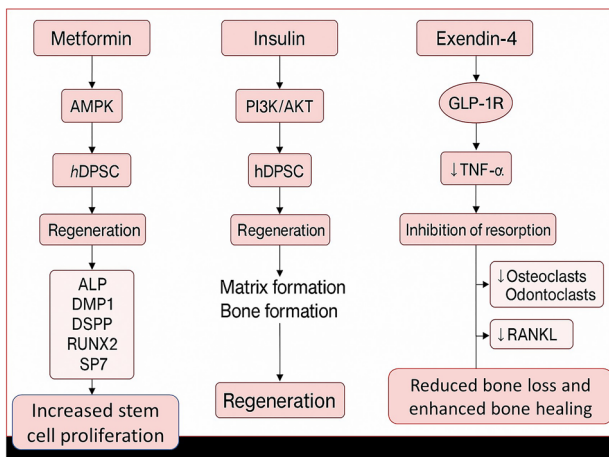 Metformin
AMPK
hDPSC
Regeneration
ALP
DMP1
DSPP
RUNX2
SP7
Increased stem
cell proliferation
Insulin
PI3K/AKT
hDPSC
Regeneration
Matrix formation
Bone formation
Regeneration
Exendin-4
GLP-1R
↓TNF-α
Inhibition of resorption
↓Osteoclasts
Odontoclasts
↓RANKL
Reduced bone loss and
enhanced bone healing